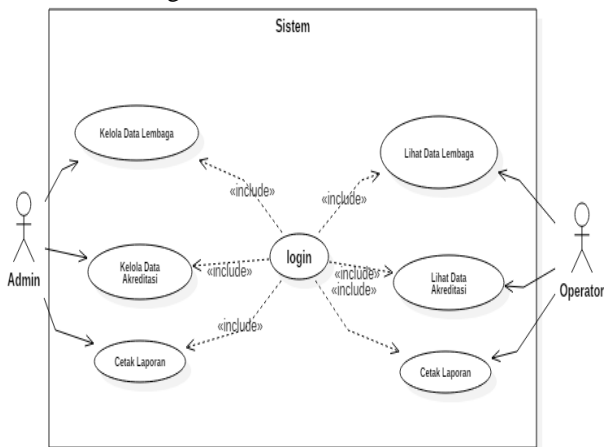 Sistem
Kelola Data Lembaga
Lihat Data Lembaga
«include»
«include»
login
Admin
Kelola Data
Akreditasi
«include»
«include»
«include»
Lihat Data
Akreditasi
Operator
«include»
Cetak Laporan
Cetak Laporan